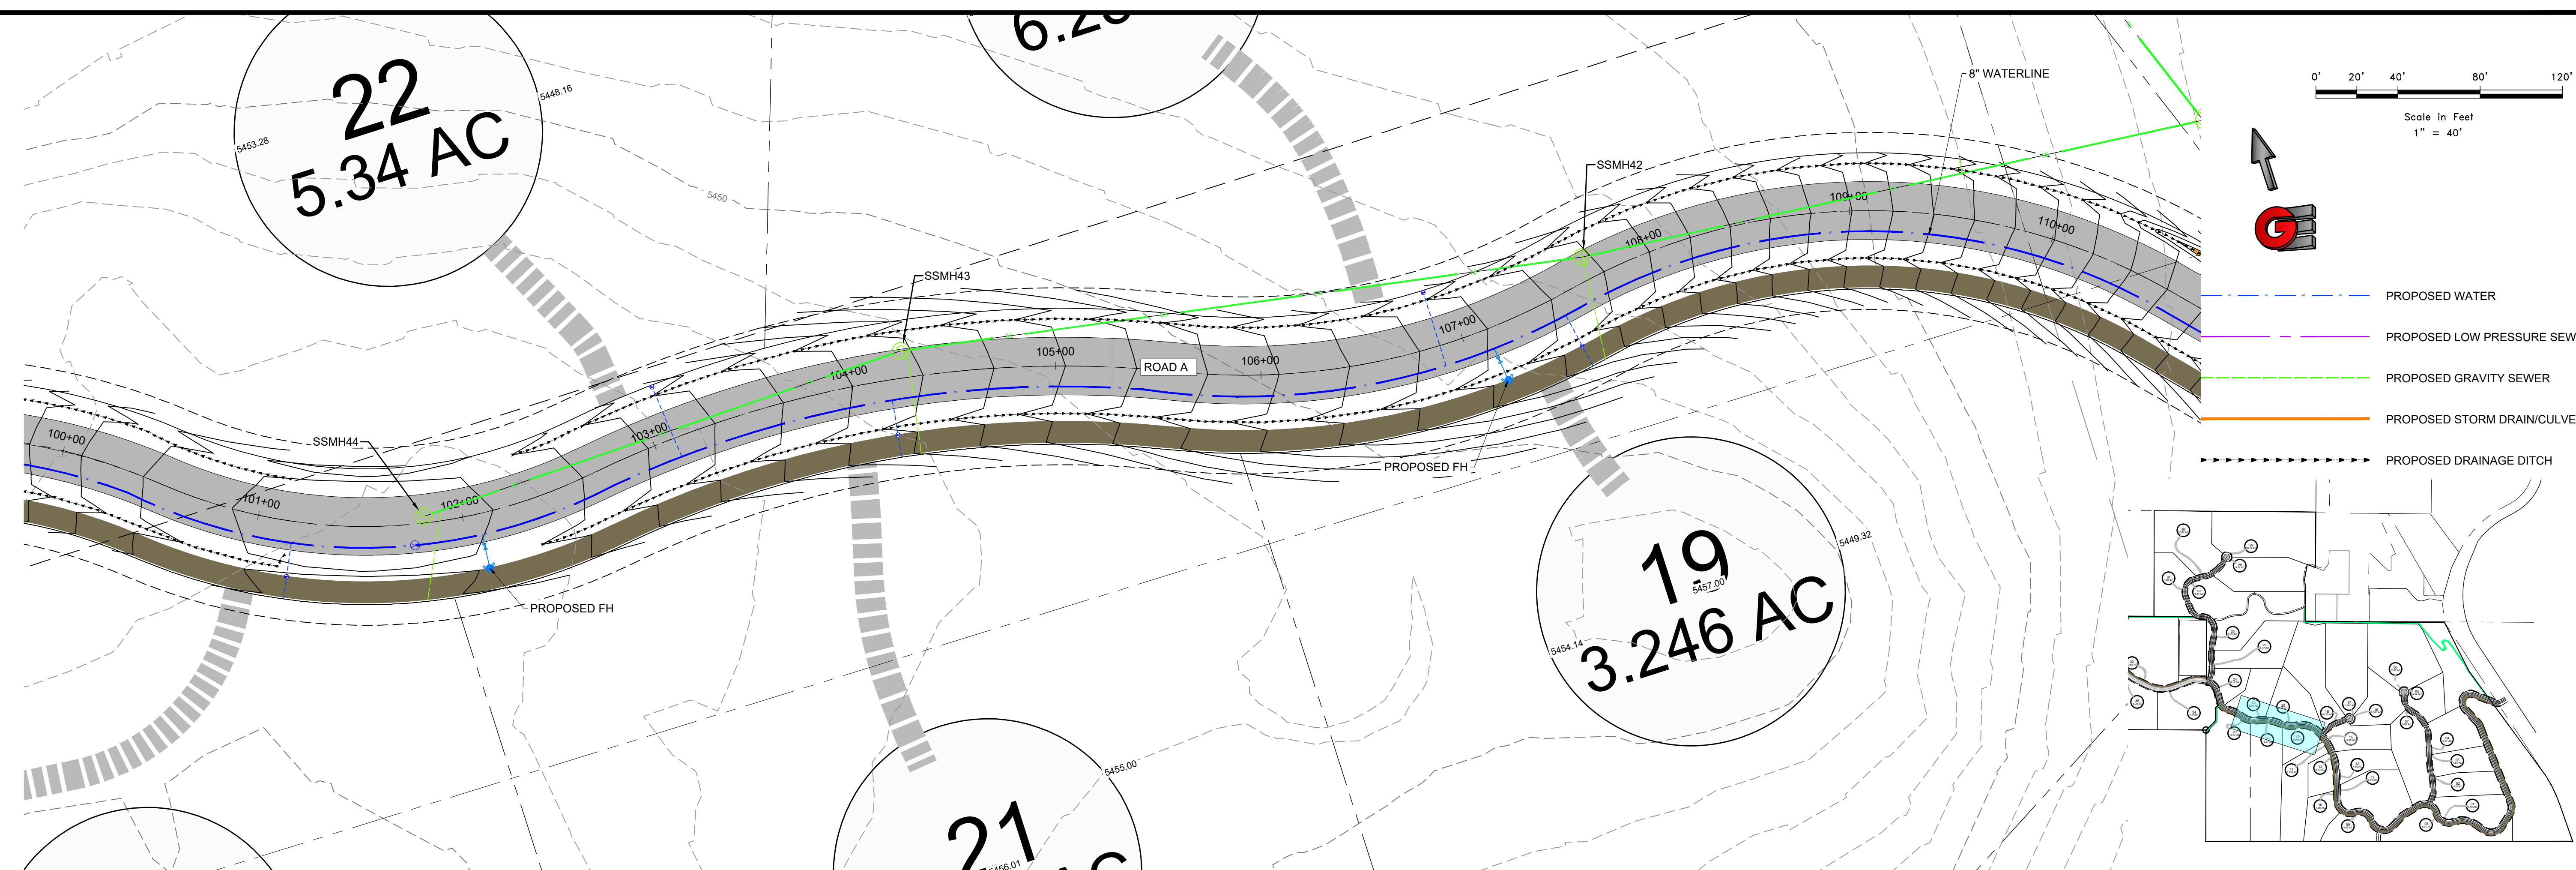 22
5.34 AC
5448.16
5453.28
6.2
5450
8" WATERLINE
SSMH42
SSMH43
SSMH44
100+00
101+00
102+00
103+00
104+00
105+00
106+00
107+00
108+00
109+00
110+00
ROAD A
PROPOSED FH
PROPOSED FH
19
5457.00
3.246 AC
5449.32
5454.14
21
5455.00
AC
0' 20' 40' 80' 120'
Scale in Feet
1" = 40'
G
PROPOSED WATER
PROPOSED LOW PRESSURE SEW
PROPOSED GRAVITY SEWER
PROPOSED STORM DRAIN/CULVE
PROPOSED DRAINAGE DITCH